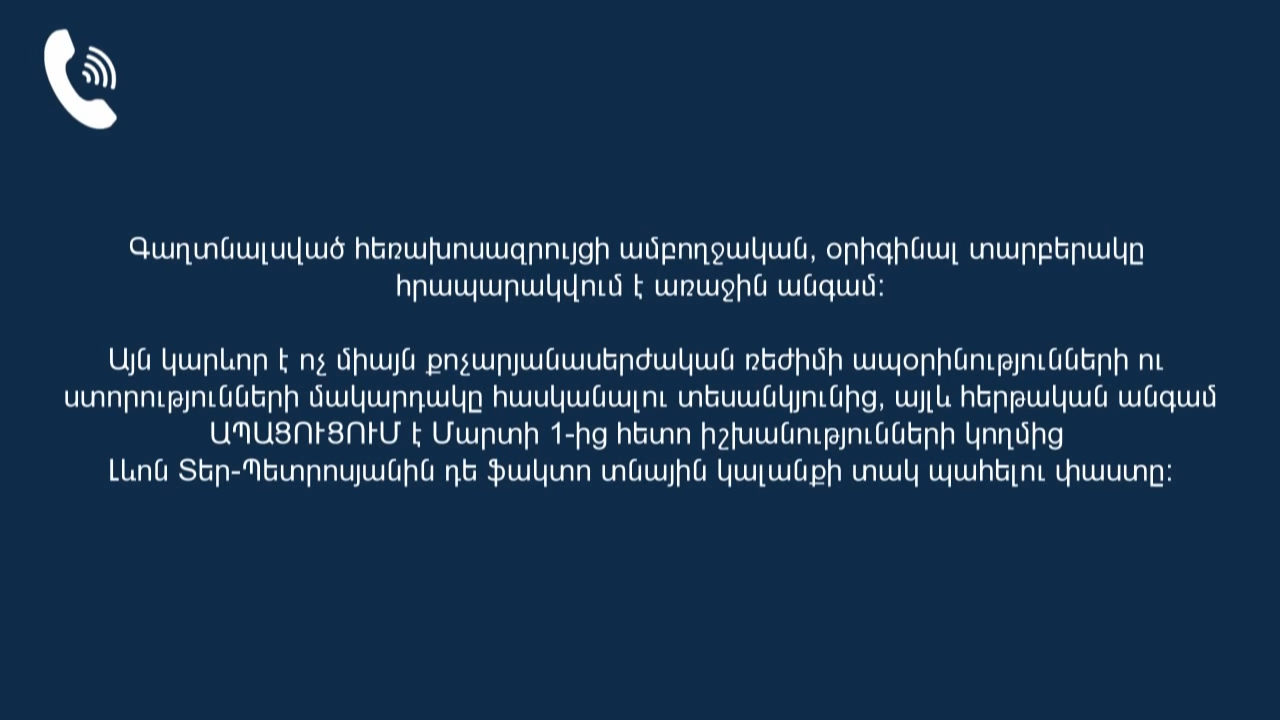 Գաղտնալսված հեռախոսազրույցի ամբողջական, օրիգինալ տարբերակը
հրապարակվում է առաջին անգամ:
Այն կարևոր է ոչ միայն քոչարյանասերժական ռեժիմի ապօրինությունների ու
ստորությունների մակարդակը հասկանալու տեսանկյունից, այլև հերթական անգամ
ԱՊԱՑՈՒՑՈՒՄ է Մարտի 1-ից հետո իշխանությունների կողմից
Լևոն Տեր-Պետրոսյանին դե ֆակտո տնային կալանքի տակ պահելու փաստը: